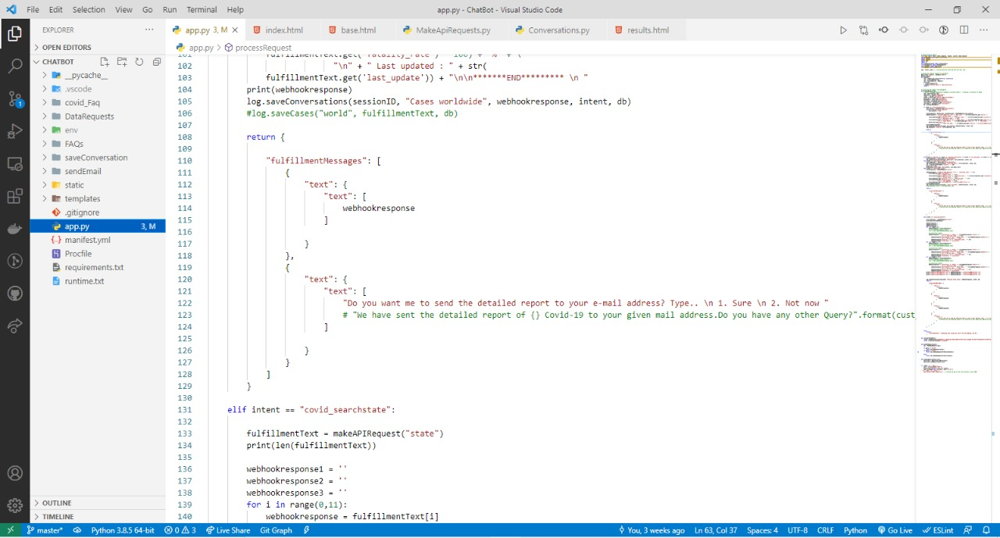 File Edit Selection View Go Run Terminal Help
app.py - ChatBot - Visual Studio Code
EXPLORER
app.py 3, M
index.html
base.html
MakeApiRequests.py
Conversations.py
results.html
OPEN EDITORS
app.py > processRequest
CHATBOT
__pycache__
.vscode
covid_Faq
DataRequests
env
FAQs
saveConversation
sendEmail
static
templates
.gitignore
app.py 3, M
manifest.yml
Procfile
requirements.txt
runtime.txt
OUTLINE
TIMELINE
101 fulfillmentText.get('fatality_rate') * 100) + "%" + (
102 "\n" + "Last updated : " + str(
103 fulfillmentText.get('last_update')) + "\n\n*******END********* \n "
104 print(webhookresponse)
105 log.saveConversations(sessionID, "Cases worldwide", webhookresponse, intent, db)
106 #log.saveCases("world", fulfillmentText, db)
107
108 return {
109
110 "fulfillmentMessages": [
111 {
112 "text": {
113 "text": [
114 webhookresponse
115 ]
116
117 }
118 },
119 {
120 "text": {
121 "text": [
122 "Do you want me to send the detailed report to your e-mail address? Type.. \n 1. Sure \n 2. Not now "
123 # "We have sent the detailed report of {} Covid-19 to your given mail address.Do you have any other Query?".format(cust_
124 ]
125
126 }
127 }
128 ]
129 }
130
131 elif intent == "covid_searchstate":
132
133 fulfillmentText = makeAPIRequest("state")
134 print(len(fulfillmentText))
135
136 webhookresponse1 = ''
137 webhookresponse2 = ''
138 webhookresponse3 = ''
139 for i in range(0,11):
140 webhookresponse = fulfillmentText[i]
1
master* Python 3.8.5 64-bit 0 3 Live Share Git Graph You, 3 weeks ago Ln 63, Col 37 Spaces: 4 UTF-8 CRLF Python Go Live ESLint